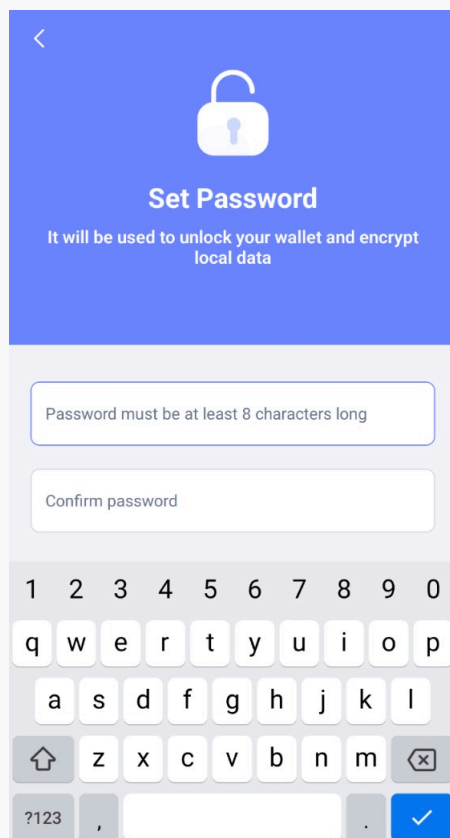 Set Password
It will be used to unlock your wallet and encrypt
local data
Password must be at least 8 characters long
Confirm password
1 2 3 4 5 6 7 8 9 0
q w e r t y u i o p
a s d f g h j k l
z x c v b n m
?123 , .